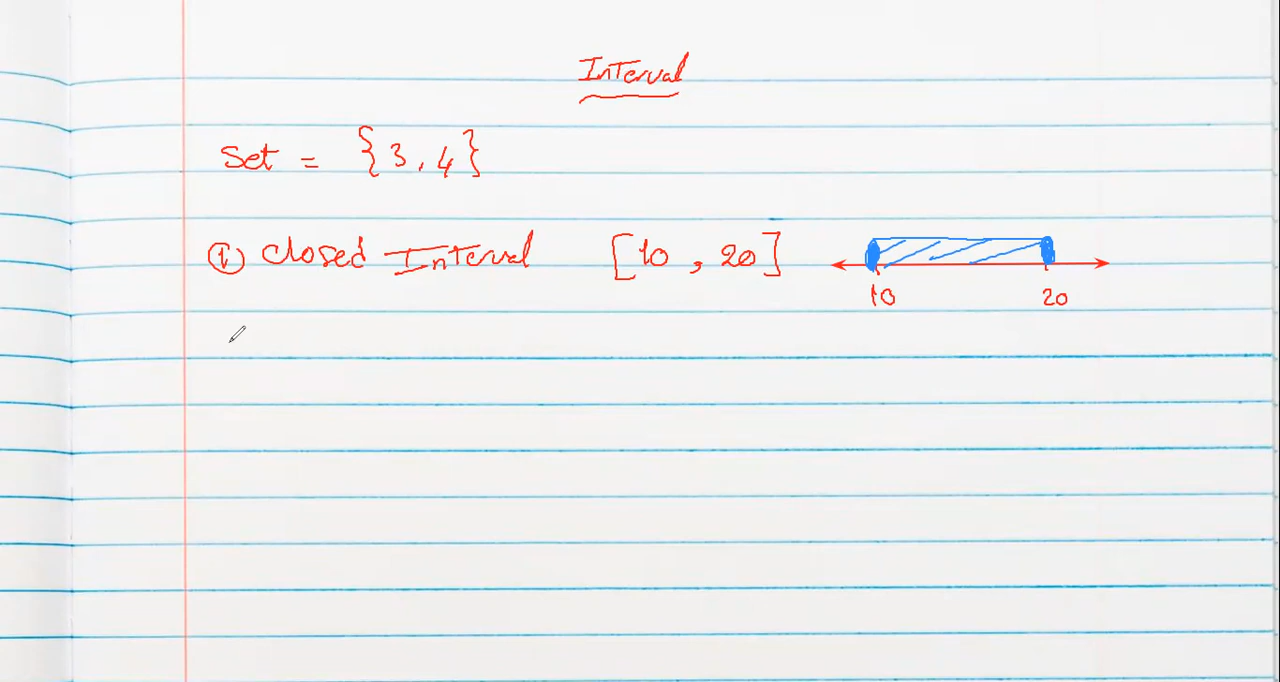 Interval
Set = {3, 4}
① Closed Interval [10, 20]
10 20